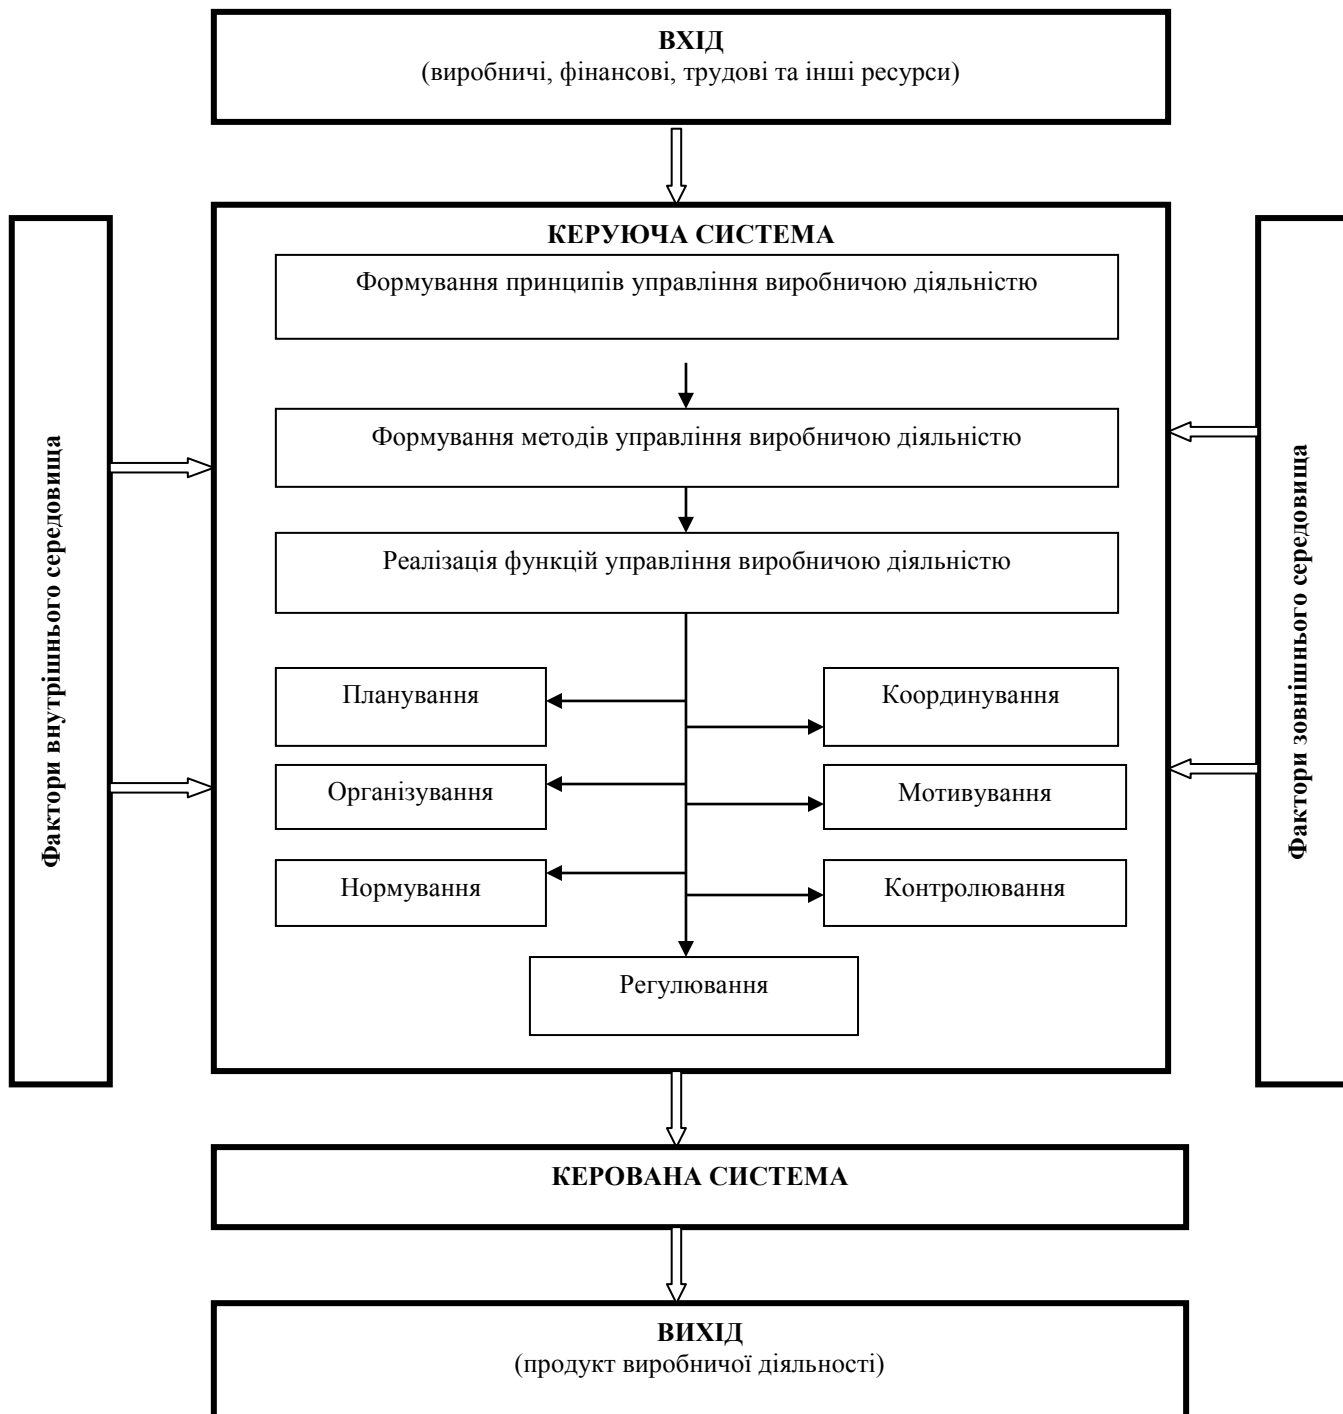 ВХІД
(виробничі, фінансові, трудові та інші ресурси)
КЕРУЮЧА СИСТЕМА
Формування принципів управління виробничою діяльністю
Формування методів управління виробничою діяльністю
Реалізація функцій управління виробничою діяльністю
Фактори внутрішнього середовища
Фактори зовнішнього середовища
Планування
Координування
Організування
Мотивування
Нормування
Контролювання
Регулювання
КЕРОВАНА СИСТЕМА
ВИХІД
(продукт виробничої діяльності)